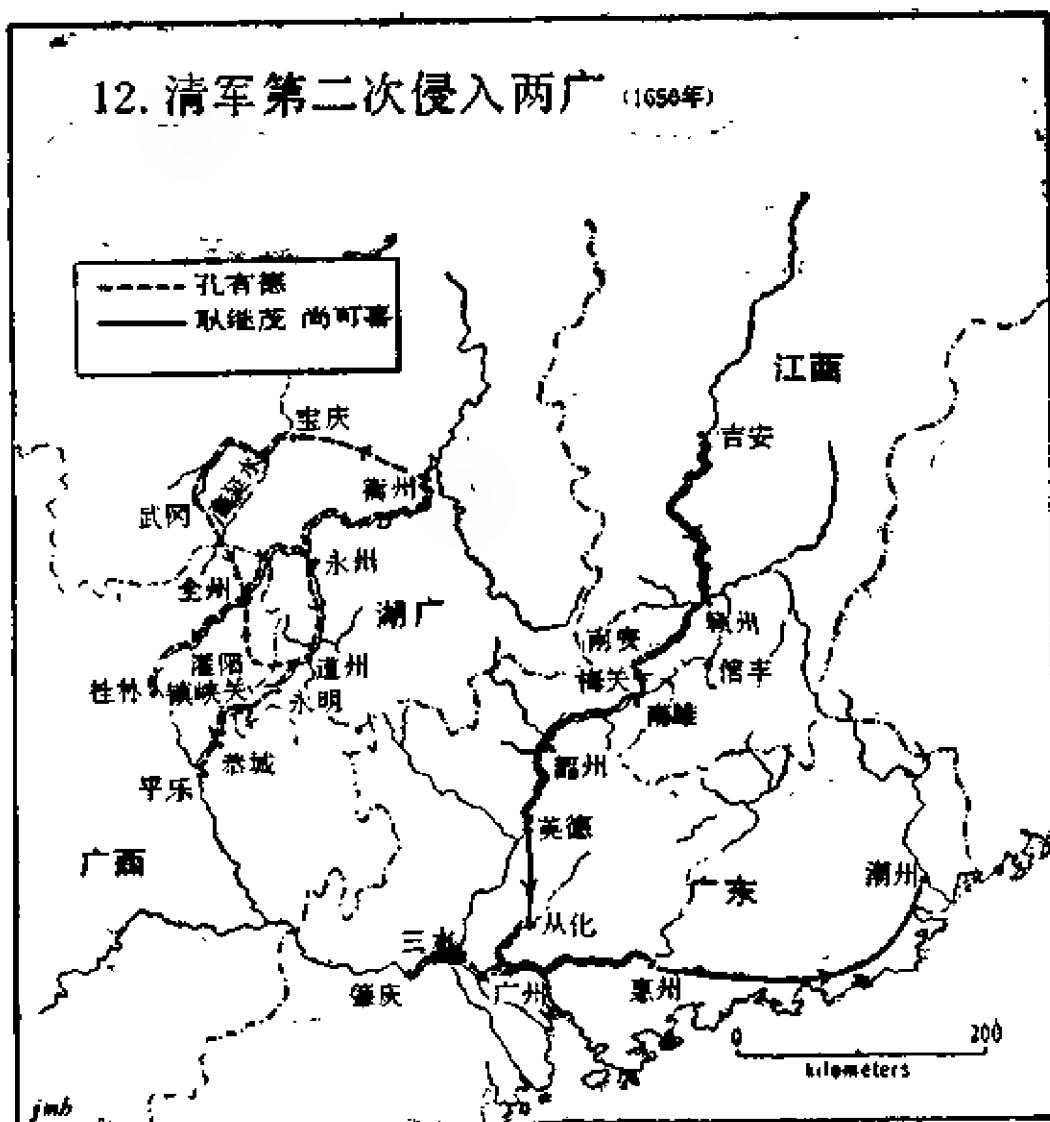 12. 清军第二次侵入两广 (1650年)
孔有德
耿继茂 尚可喜
江西
宝庆
吉安
衡州
武冈
永州
全州
湖广
赣州
南安
灌阳
道州
梅关
信丰
桂林
镇峡关
永明
南雄
恭城
韶州
平乐
英德
广西
广东
潮州
从化
三水
肇庆
广州
惠州
0 200
kilometers
jmh